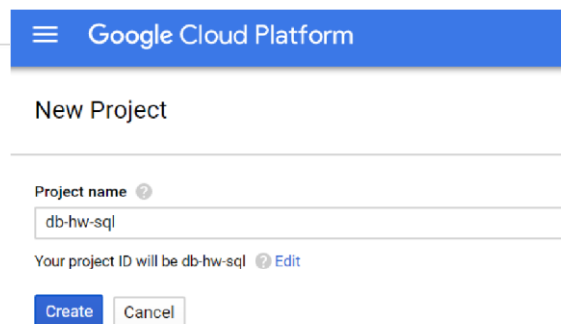 Google Cloud Platform
New Project
Project name ?
db-hw-sql
Your project ID will be db-hw-sql ? Edit
Create Cancel